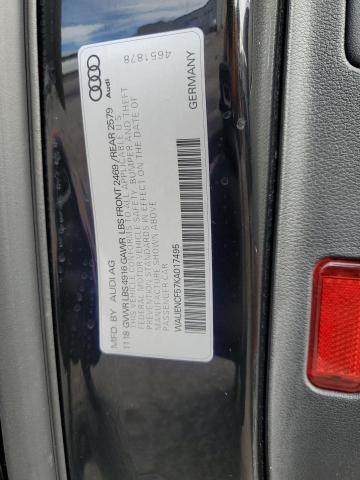 Audi
4651878
GERMANY
MFD. BY AUDI AG
11 18 GVWR LBS 4916 GAWR LBS FRONT 2469 /REAR 2579
THIS VEHICLE CONFORMS TO ALL APPLICABLE U.S.
FEDERAL MOTOR VEHICLE SAFETY, BUMPER AND THEFT
PREVENTION STANDARDS IN EFFECT ON THE DATE OF
MANUFACTURE SHOWN ABOVE
PASSENGER CAR
WAUENCF57KA017495